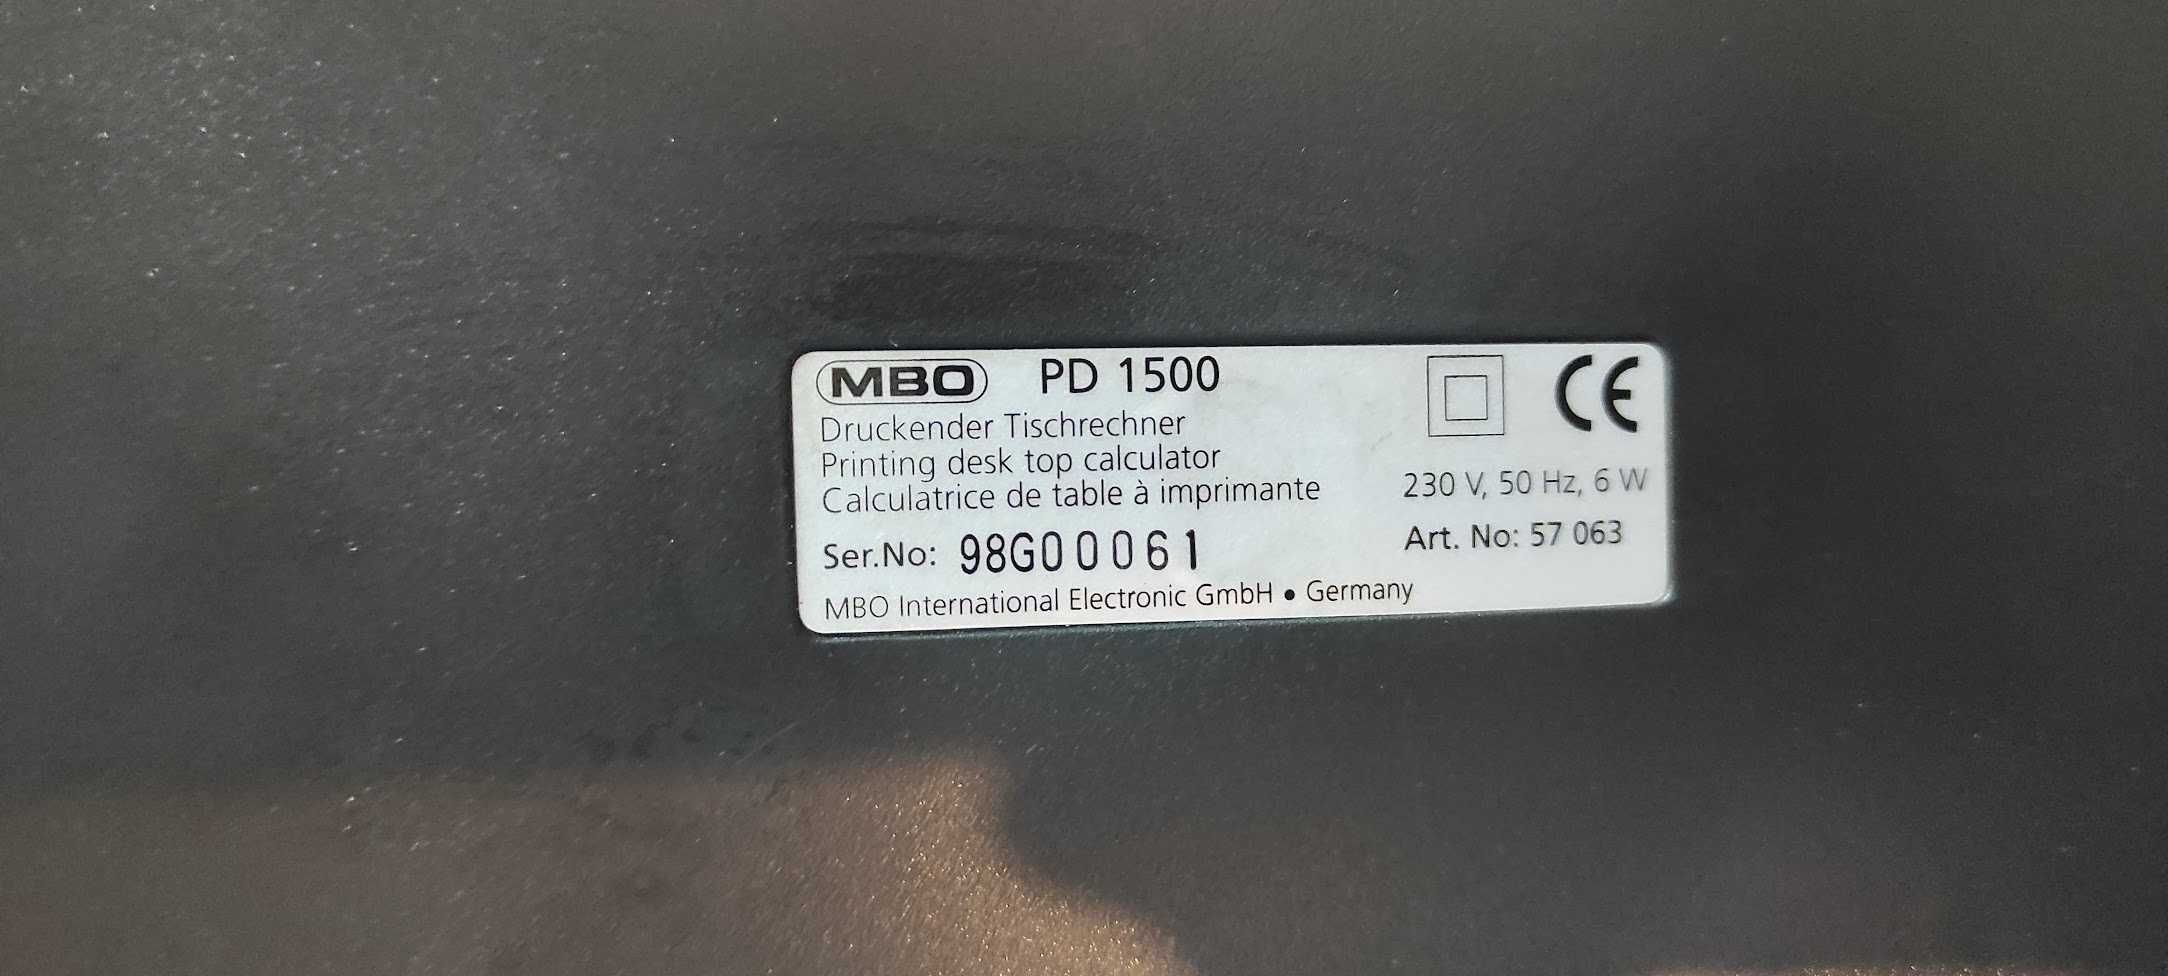 MBO PD 1500 CE
Druckender Tischrechner
Printing desk top calculator
Calculatrice de table à imprimante
230 V, 50 Hz, 6 W
Ser.No: 98G00061
Art. No: 57 063
MBO International Electronic GmbH • Germany